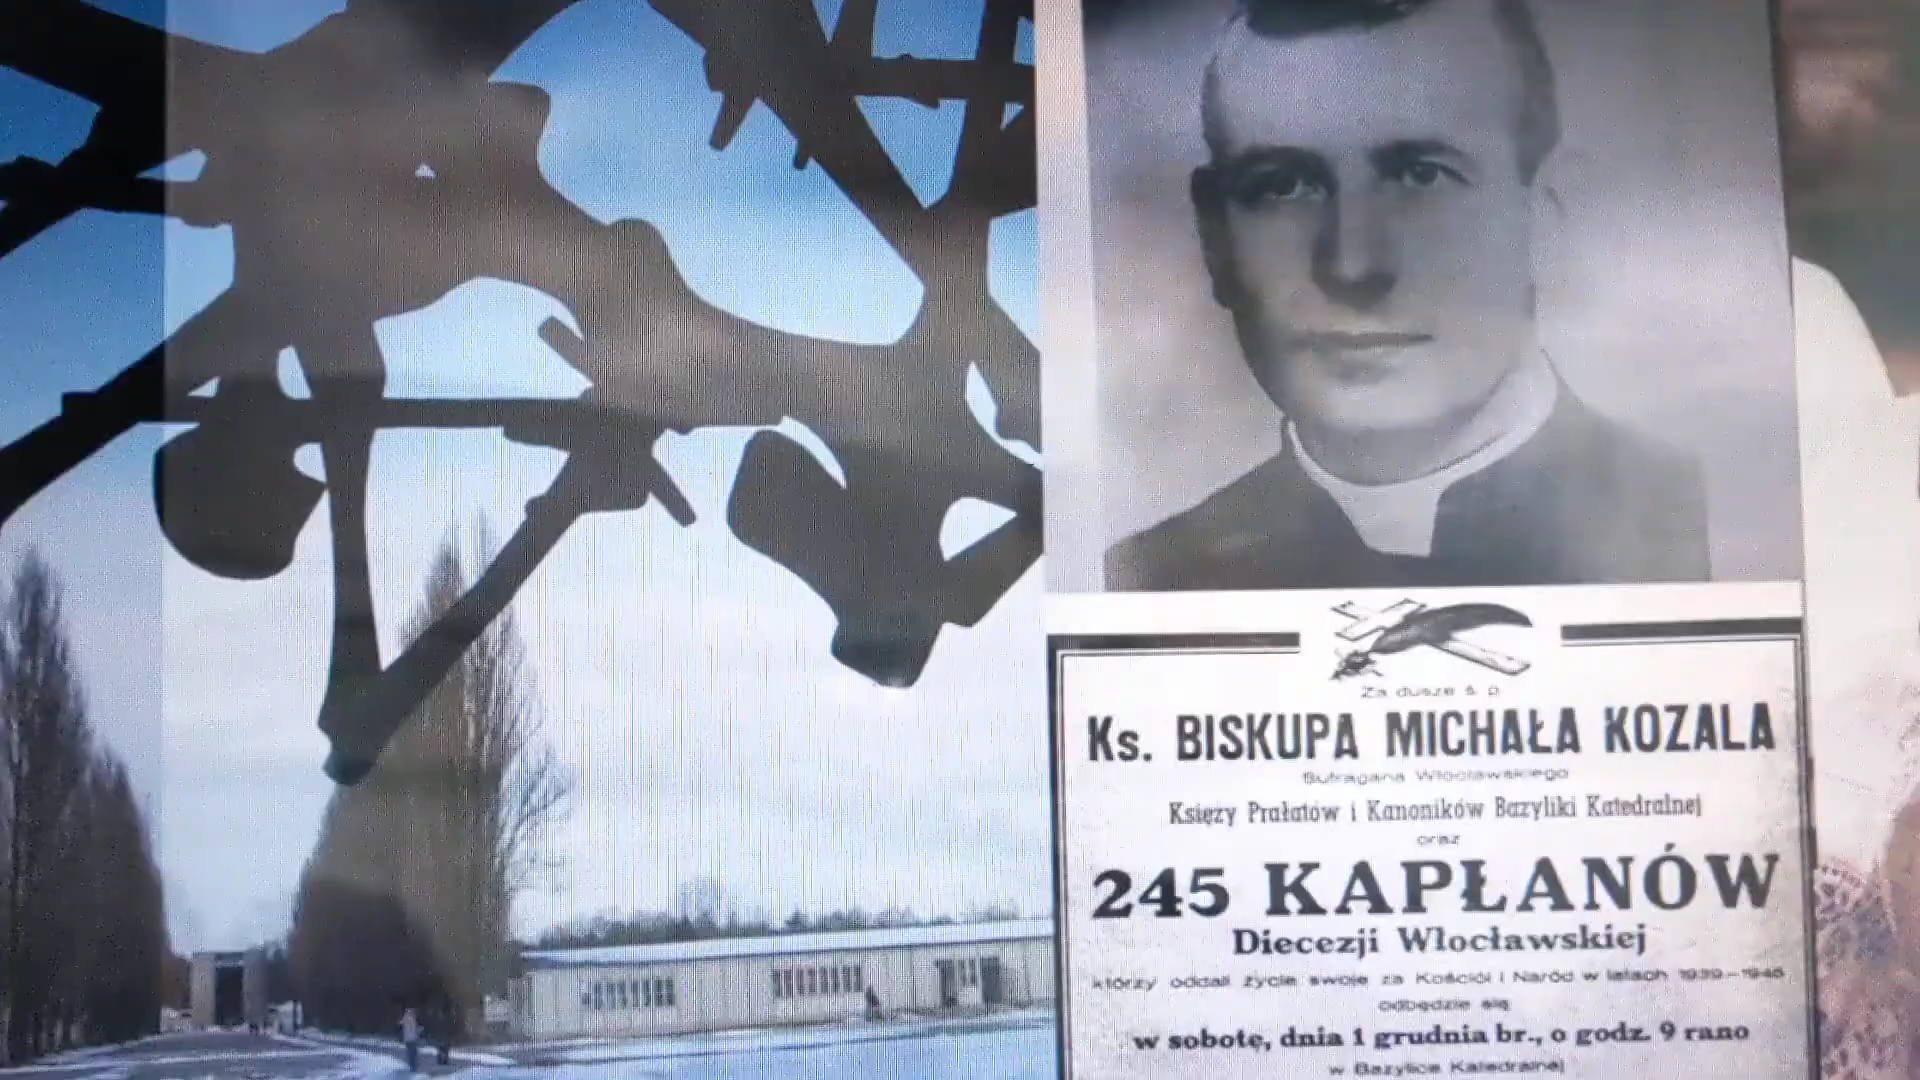 Za duszę ś. p.
Ks. BISKUPA MICHAŁA KOZALA
Sufragana Włocławskiego
Księży Prałatów i Kanoników Bazyliki Katedralnej
oraz
245 KAPŁANÓW
Diecezji Włocławskiej
którzy oddali życie swoje za Kościół i Naród w latach 1939-1945
odbędzie się
w sobotę, dnia 1 grudnia br., o godz. 9 rano
w Bazylice Katedralnej